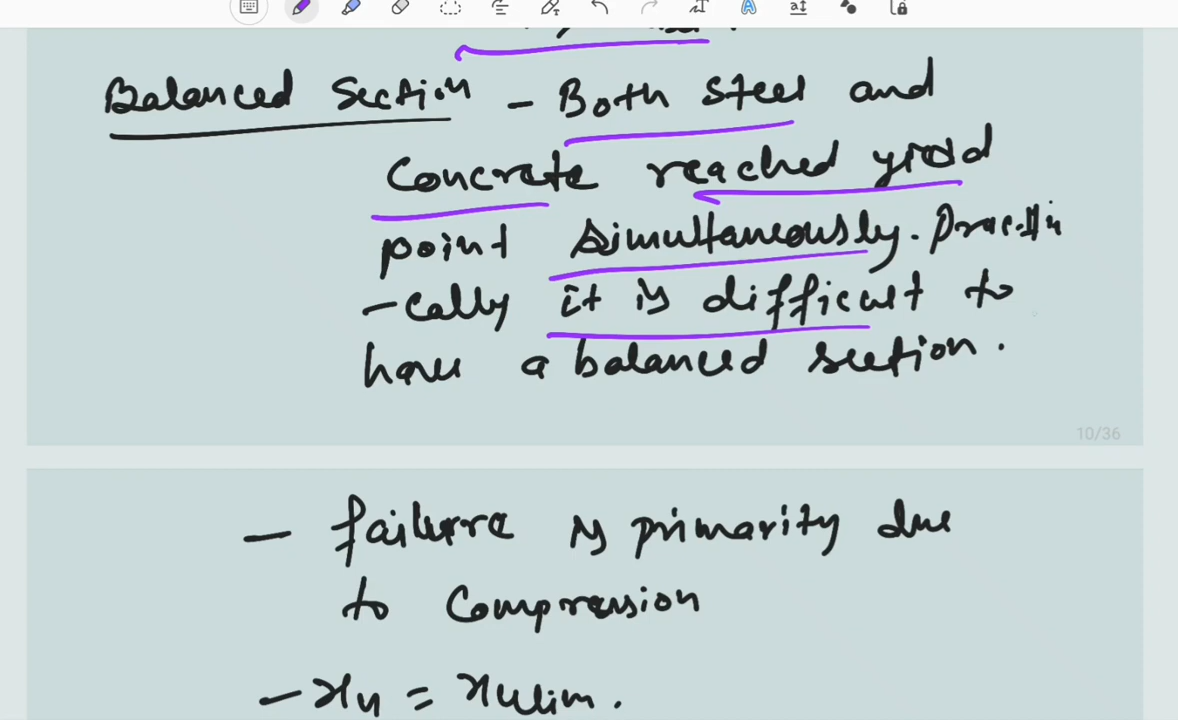 Balanced Section - Both steel and
Concrete reached yield
point simultaneously. Practi
-cally it is difficult to
have a balanced section.
10/36
- failure is primarity due
to Compression
- xu = xulim.